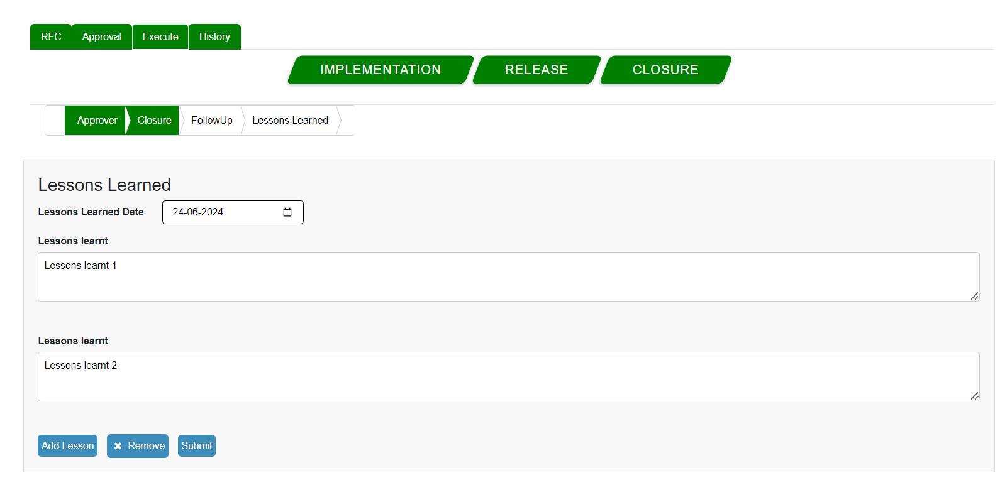 RFC Approval Execute History
IMPLEMENTATION RELEASE CLOSURE
Approver Closure FollowUp Lessons Learned
Lessons Learned
Lessons Learned Date 24-06-2024
Lessons learnt
Lessons learnt 1
Lessons learnt
Lessons learnt 2
Add Lesson Remove Submit